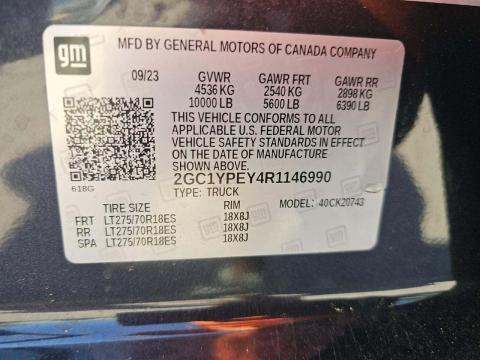 gm
MFD BY GENERAL MOTORS OF CANADA COMPANY
09/23 GVWR GAWR FRT GAWR RR
4536 KG 2540 KG 2898 KG
10000 LB 5600 LB 6390 LB
THIS VEHICLE CONFORMS TO ALL
APPLICABLE U.S. FEDERAL MOTOR
VEHICLE SAFETY STANDARDS IN EFFECT
ON THE DATE OF MANUFACTURE
SHOWN ABOVE.
618G
2GC1YPEY4R1146990
TYPE: TRUCK
TIRE SIZE RIM MODEL: 40CK20743
FRT LT275/70R18ES 18X8J
RR LT275/70R18ES 18X8J
SPA LT275/70R18ES 18X8J